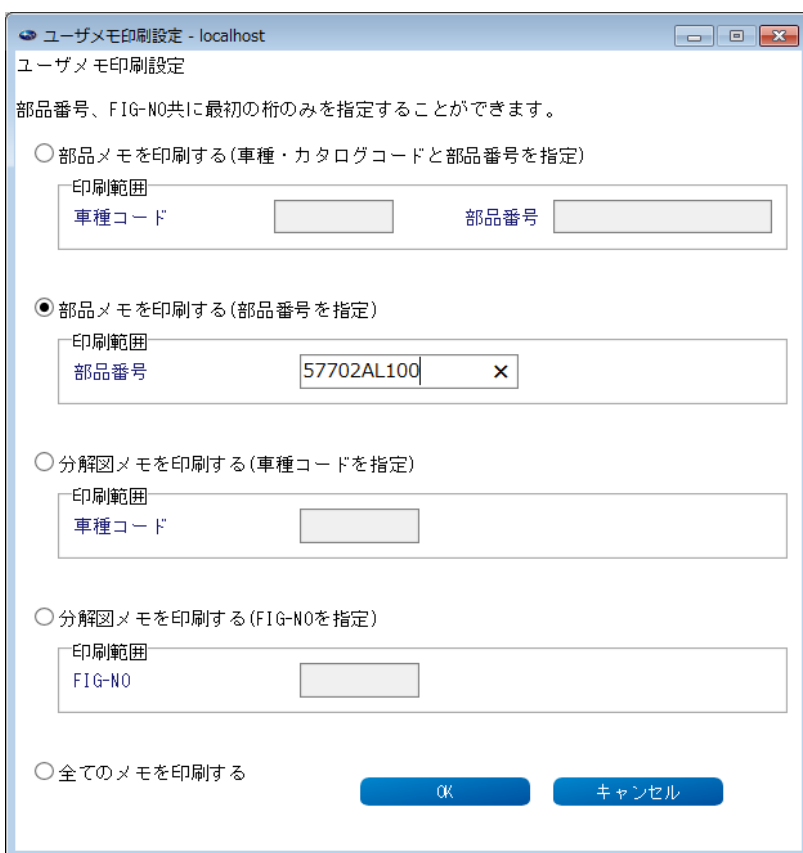 ユーザメモ印刷設定 - localhost
ユーザメモ印刷設定
部品番号、FIG-NO共に最初の桁のみを指定することができます。
部品メモを印刷する(車種・カタログコードと部品番号を指定)
印刷範囲
車種コード 部品番号
部品メモを印刷する(部品番号を指定)
印刷範囲
部品番号 57702AL100
分解図メモを印刷する(車種コードを指定)
印刷範囲
車種コード
分解図メモを印刷する(FIG-NOを指定)
印刷範囲
FIG-NO
全てのメモを印刷する
OK キャンセル